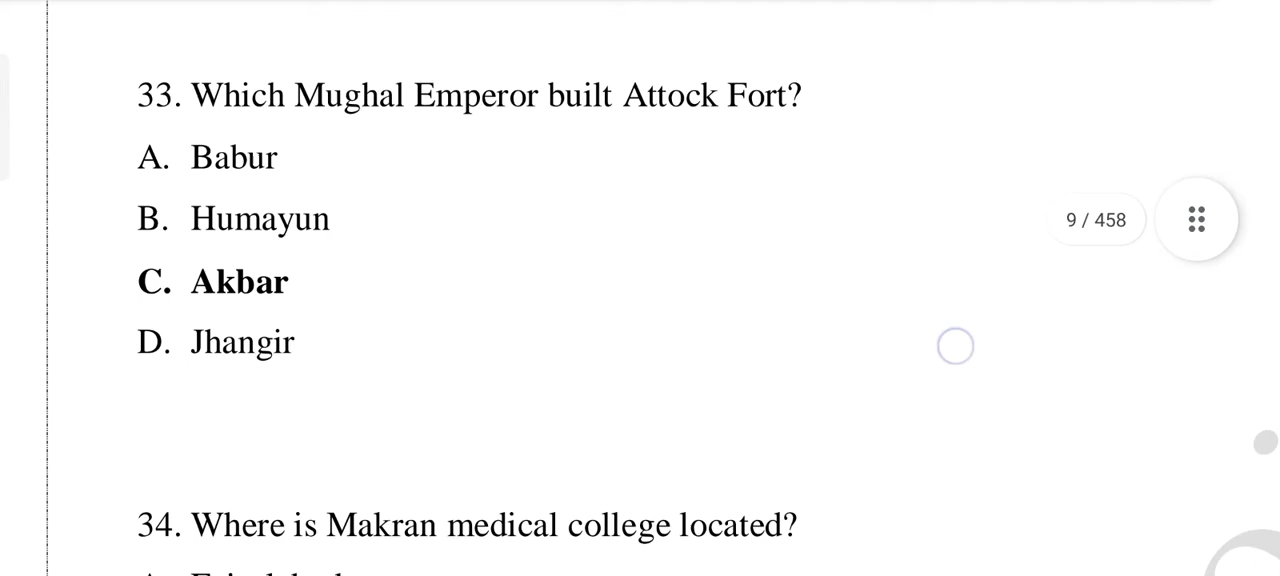 33. Which Mughal Emperor built Attock Fort?
A. Babur
B. Humayun
9 / 458
C. Akbar
D. Jhangir
34. Where is Makran medical college located?